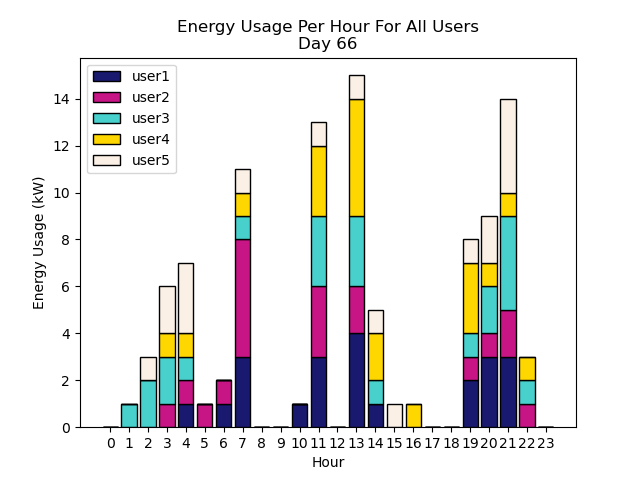 Energy Usage Per Hour For All Users
Day 66
user1
user2
user3
user4
user5
14
12
10
8
6
4
2
0
Energy Usage (kW)
0 1 2 3 4 5 6 7 8 9 10 11 12 13 14 15 16 17 18 19 20 21 22 23
Hour